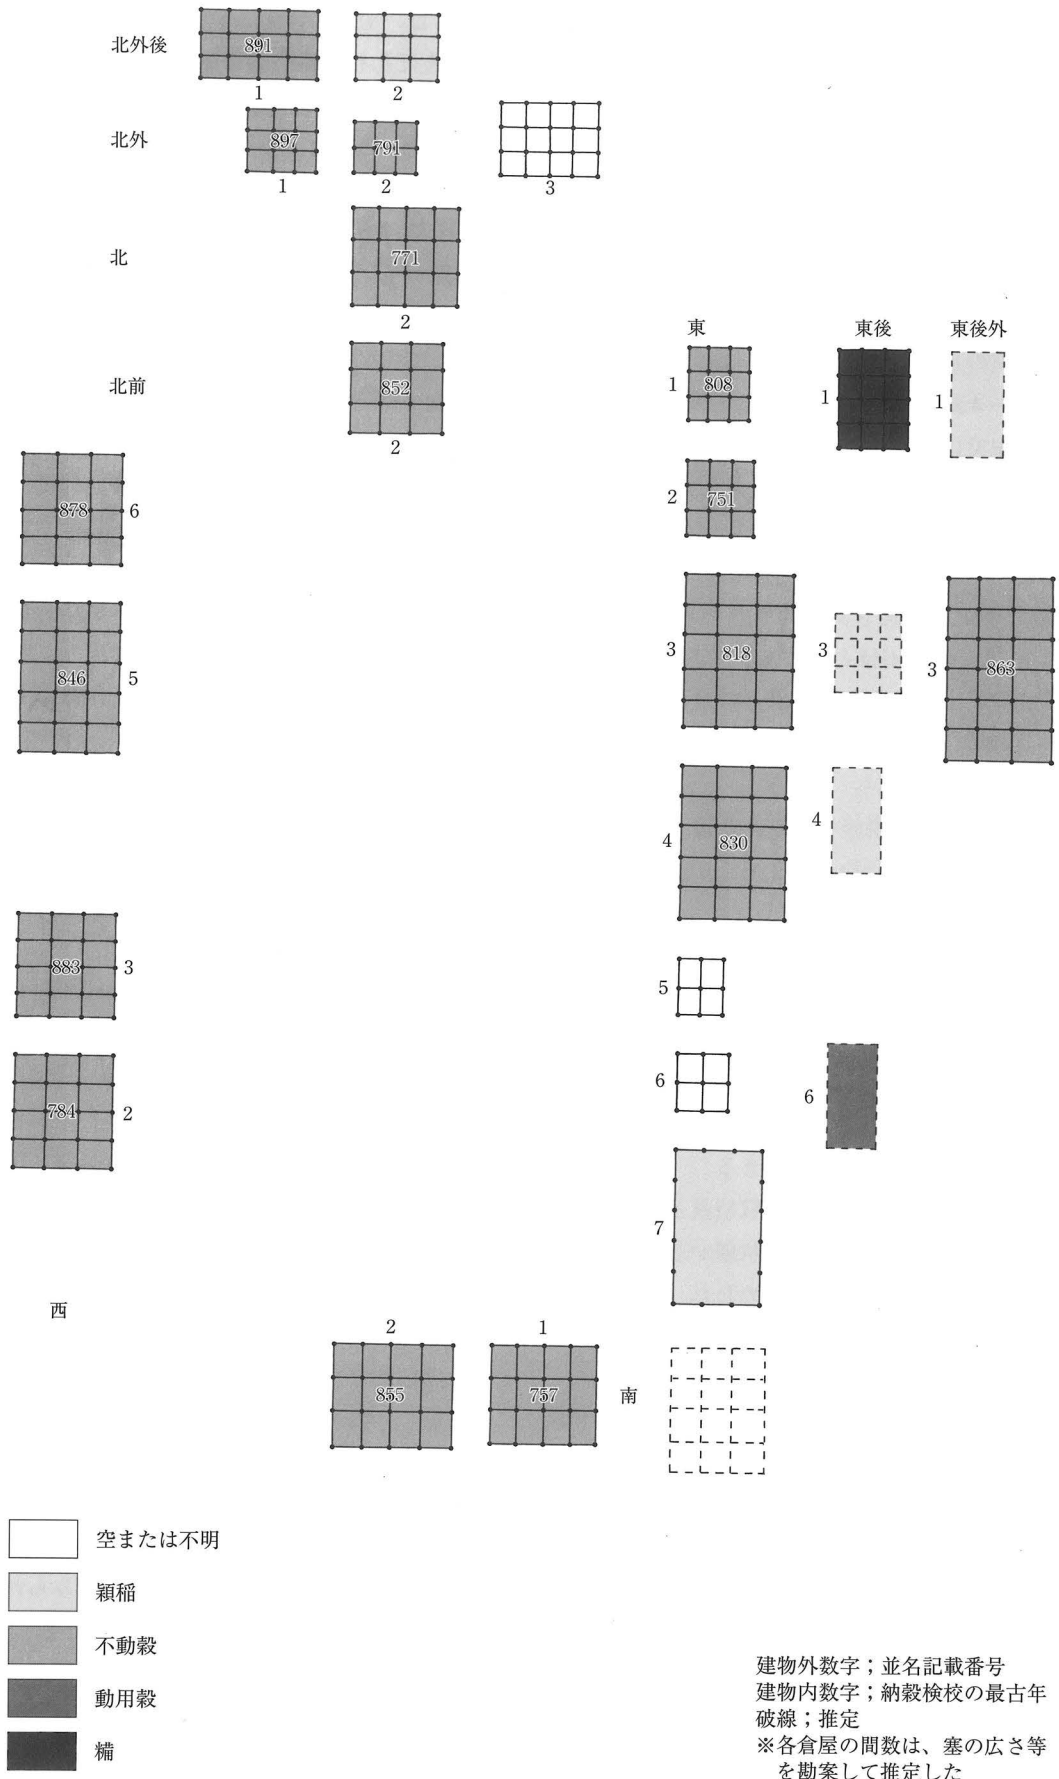 北外後
891
1
2
北外
897
791
1
2
3
北
771
2
東
東後
東後外
北前
852
2
1
808
1
1
878
6
2
751
846
5
3
818
3
3
863
4
830
4
883
3
5
784
2
6
6
7
西
2
1
855
757
南
空または不明
穎稲
不動穀
動用穀
糒
建物外数字；並名記載番号
建物内数字；納穀検校の最古年
破線；推定
※各倉屋の間数は、塞の広さ等
を勘案して推定した